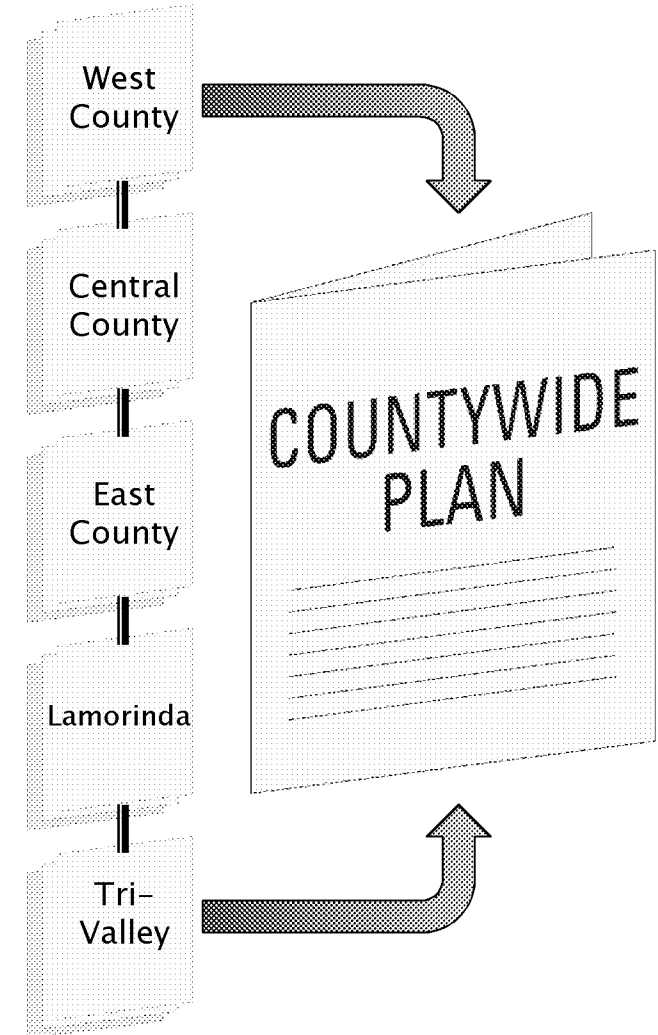 West
County
Central
County
East
County
Lamorinda
Tri-
Valley
COUNTYWIDE
PLAN